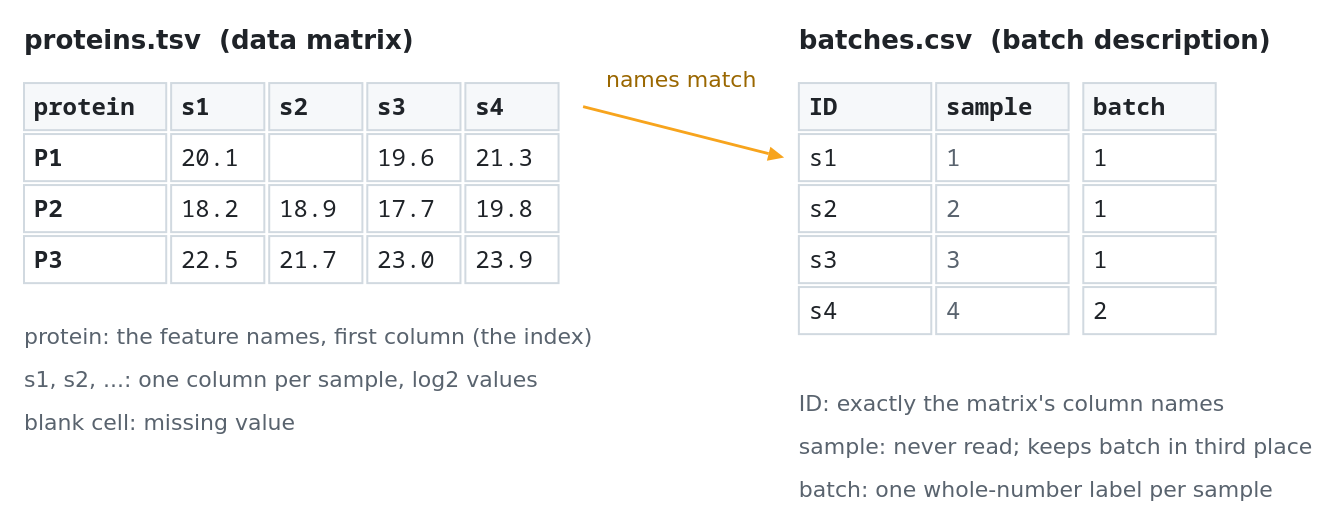 proteins.tsv (data matrix)
protein s1 s2 s3 s4
P1 20.1 19.6 21.3
P2 18.2 18.9 17.7 19.8
P3 22.5 21.7 23.0 23.9
protein: the feature names, first column (the index)
s1, s2, ...: one column per sample, log2 values
blank cell: missing value
names match
batches.csv (batch description)
ID sample batch
s1 1 1
s2 2 1
s3 3 1
s4 4 2
ID: exactly the matrix's column names
sample: never read; keeps batch in third place
batch: one whole-number label per sample